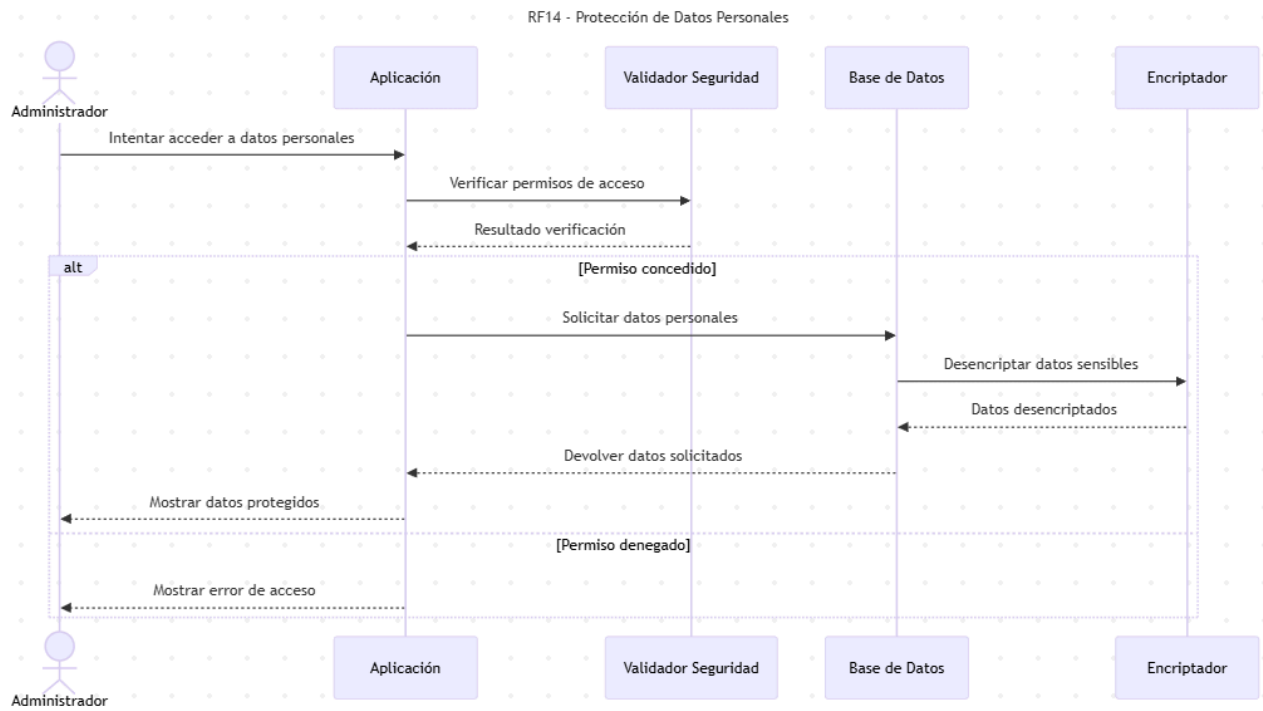 RF14 - Protección de Datos Personales
Administrador
Aplicación
Validador Seguridad
Base de Datos
Encriptador
Intentar acceder a datos personales
Verificar permisos de acceso
Resultado verificación
alt
[Permiso concedido]
Solicitar datos personales
Desencriptar datos sensibles
Datos desencriptados
Devolver datos solicitados
Mostrar datos protegidos
[Permiso denegado]
Mostrar error de acceso
Administrador
Aplicación
Validador Seguridad
Base de Datos
Encriptador